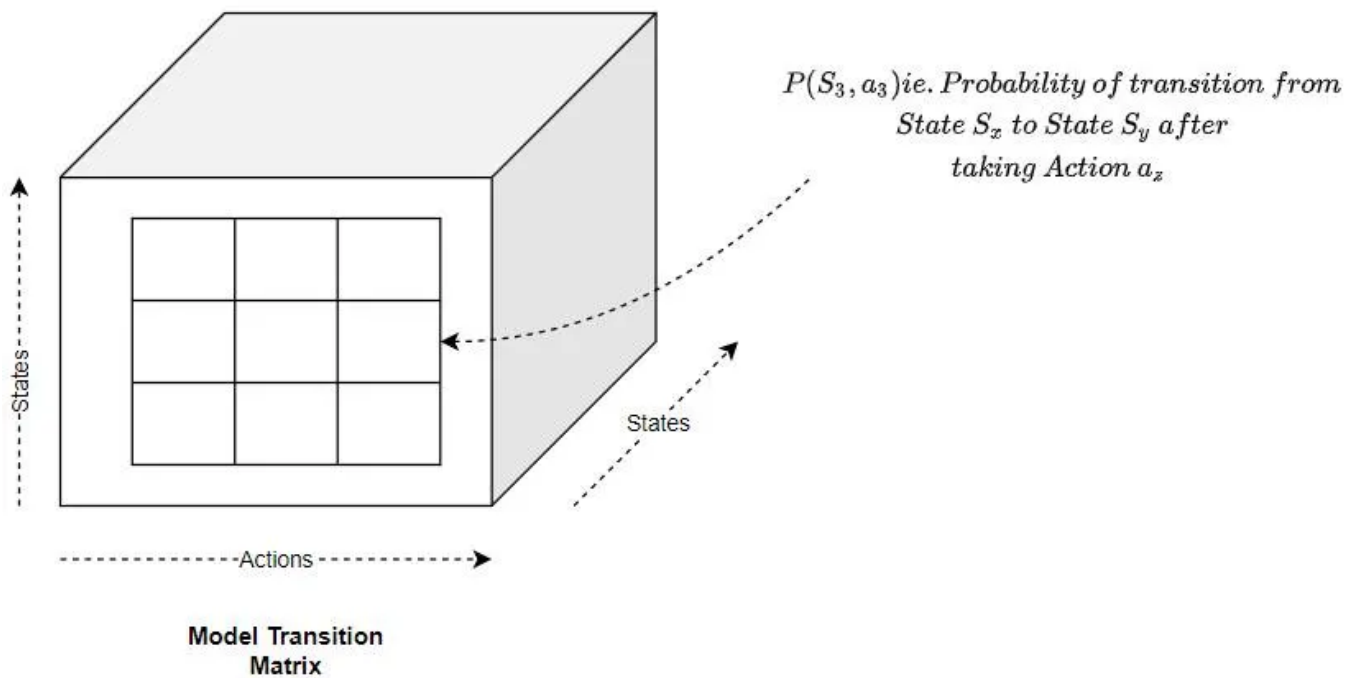 P(S₃, a₃)ie. Probability of transition from
State Sₓ to State Sᵧ after
taking Action a_z
States
States
Actions
Model Transition
Matrix